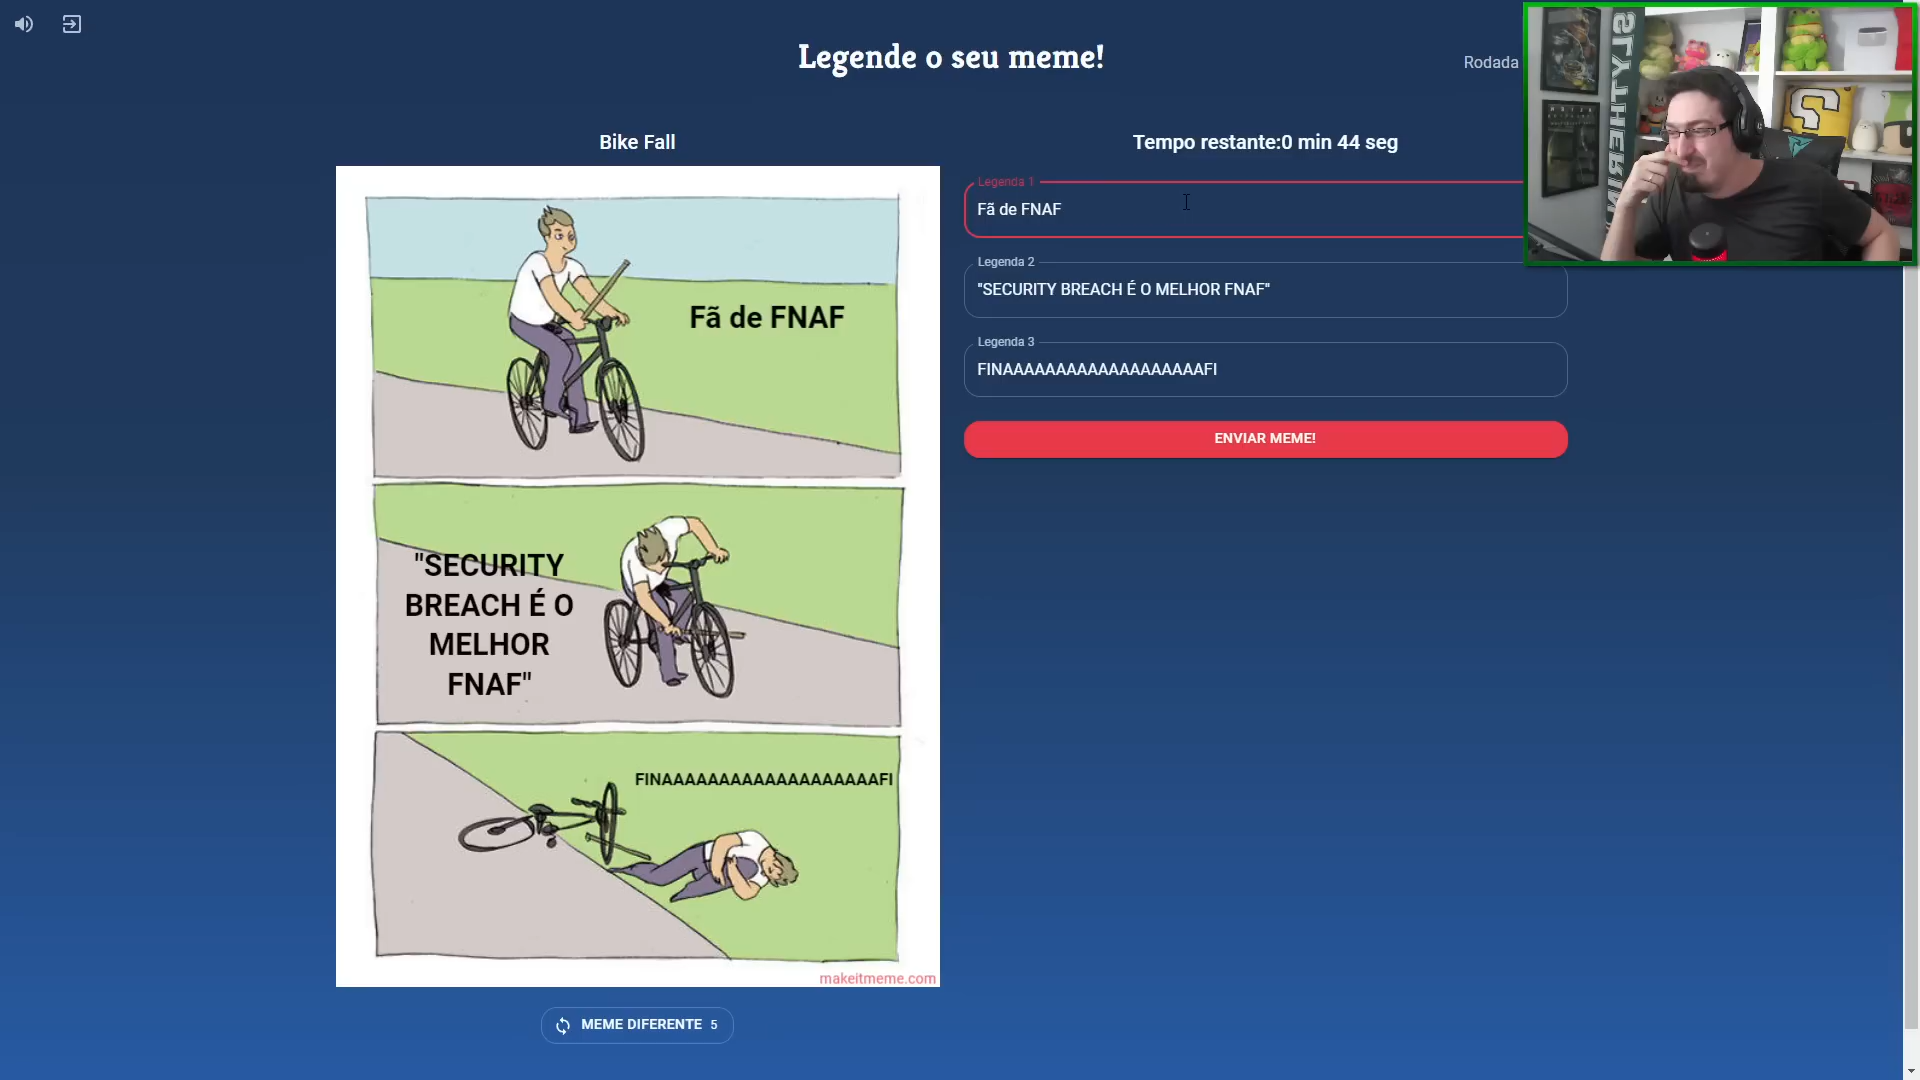 Legende o seu meme!
Rodada
Bike Fall
Tempo restante:0 min 44 seg
Fã de FNAF
"SECURITY
BREACH É O
MELHOR
FNAF"
FINAAAAAAAAAAAAAAAAAAAFI
makeitmeme.com
MEME DIFERENTE 5
Legenda 1
Fã de FNAF
Legenda 2
"SECURITY BREACH É O MELHOR FNAF"
Legenda 3
FINAAAAAAAAAAAAAAAAAAAFI
ENVIAR MEME!
SLYTHERIN